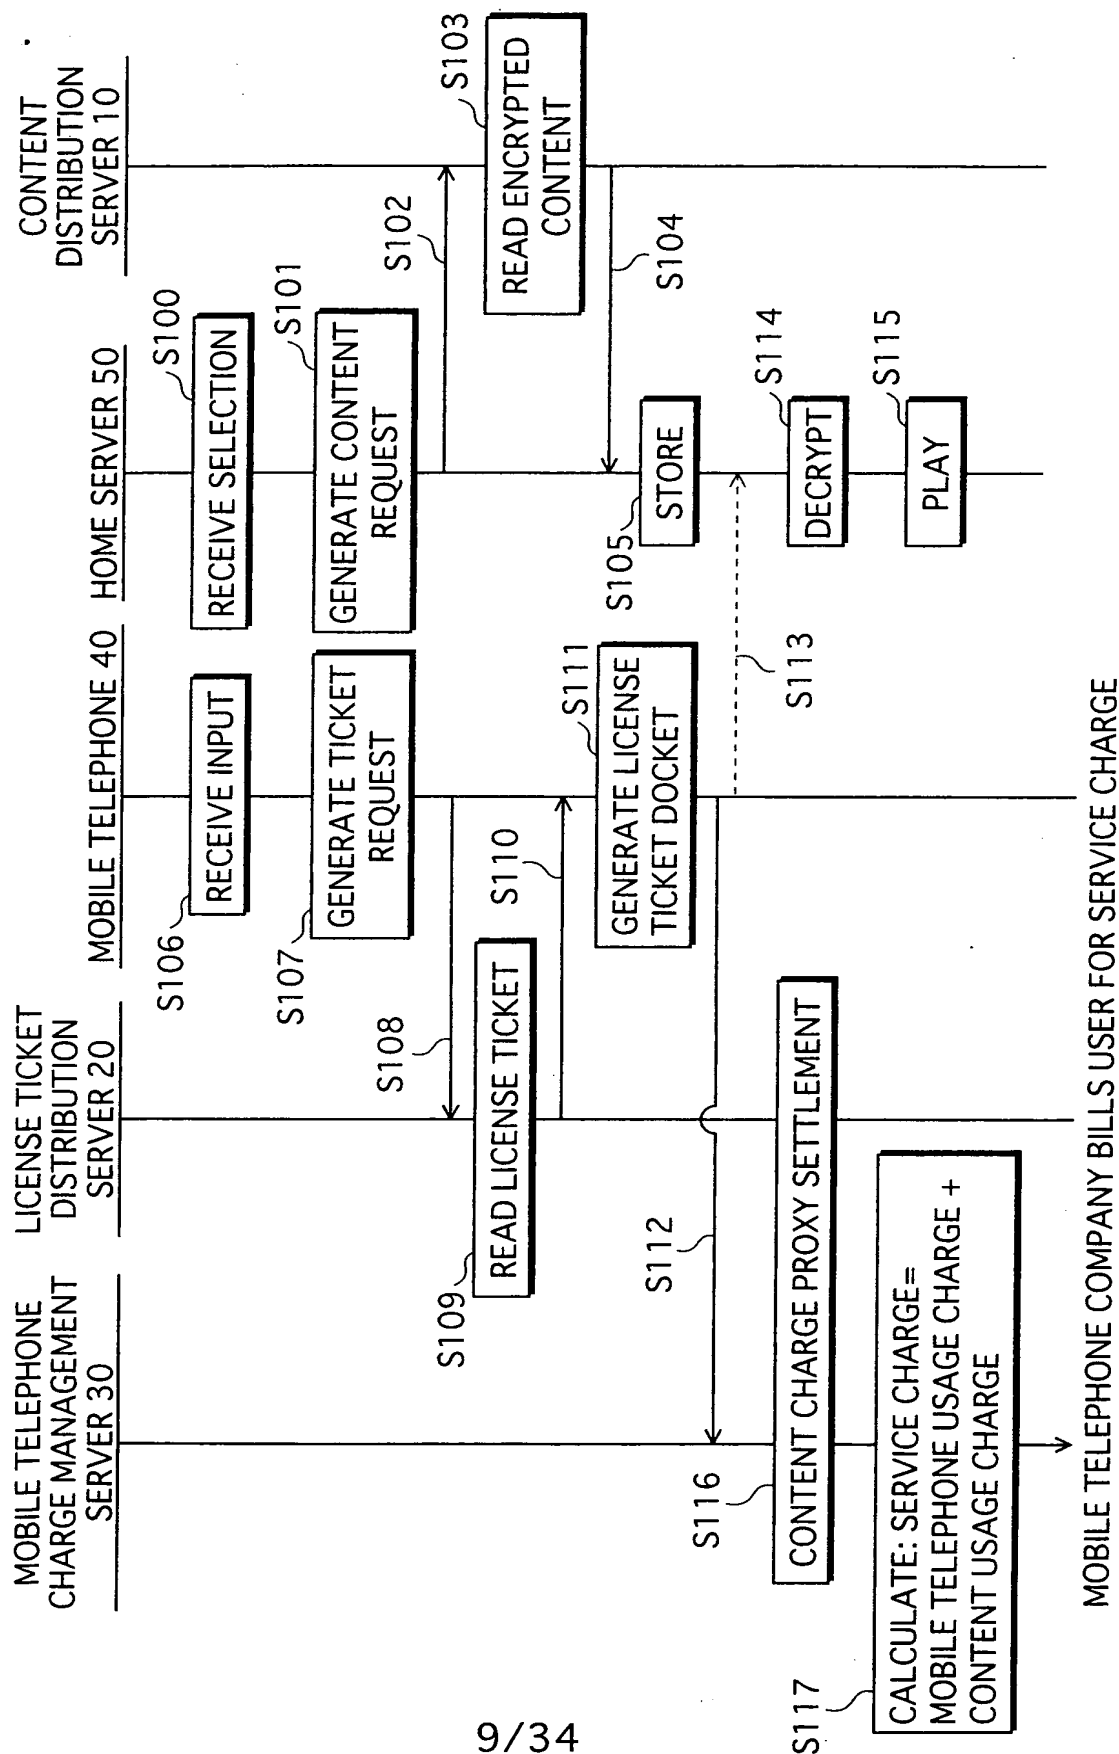 MOBILE TELEPHONE
CHARGE MANAGEMENT
SERVER 30
LICENSE TICKET
DISTRIBUTION
SERVER 20
MOBILE TELEPHONE 40
HOME SERVER 50
CONTENT
DISTRIBUTION
SERVER 10
S106
RECEIVE INPUT
RECEIVE SELECTION
S100
S107
GENERATE TICKET
REQUEST
GENERATE CONTENT
REQUEST
S101
S108
S102
S109
READ LICENSE TICKET
READ ENCRYPTED
CONTENT
S103
S110
S104
GENERATE LICENSE
TICKET DOCKET
S111
S105
STORE
S112
S113
S116
CONTENT CHARGE PROXY SETTLEMENT
DECRYPT
S114
S117
CALCULATE: SERVICE CHARGE=
MOBILE TELEPHONE USAGE CHARGE +
CONTENT USAGE CHARGE
PLAY
S115
MOBILE TELEPHONE COMPANY BILLS USER FOR SERVICE CHARGE
9/34